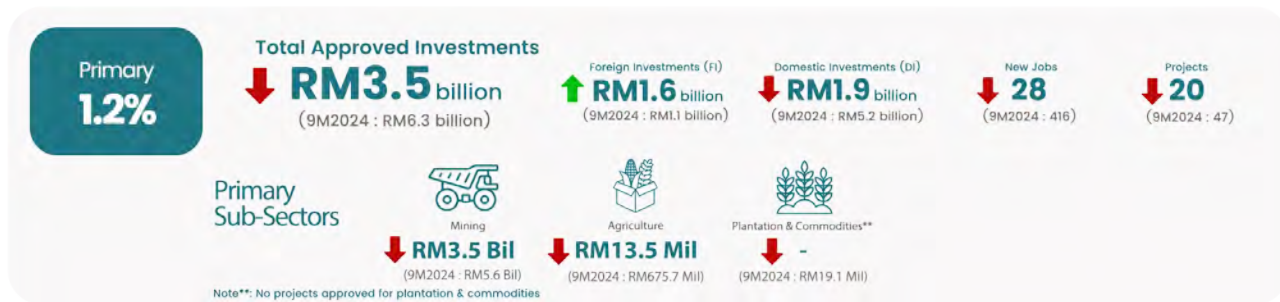 Primary
1.2%
Total Approved Investments
RM3.5 billion
(9M2024 : RM6.3 billion)
Foreign Investments (FI)
RM1.6 billion
(9M2024 : RM1.1 billion)
Domestic Investments (DI)
RM1.9 billion
(9M2024 : RM5.2 billion)
New Jobs
28
(9M2024 : 416)
Projects
20
(9M2024 : 47)
Primary
Sub-Sectors
Mining
RM3.5 Bil
(9M2024 : RM5.6 Bil)
Agriculture
RM13.5 Mil
(9M2024 : RM675.7 Mil)
Plantation & Commodities**
-
(9M2024 : RM19.1 Mil)
Note**: No projects approved for plantation & commodities